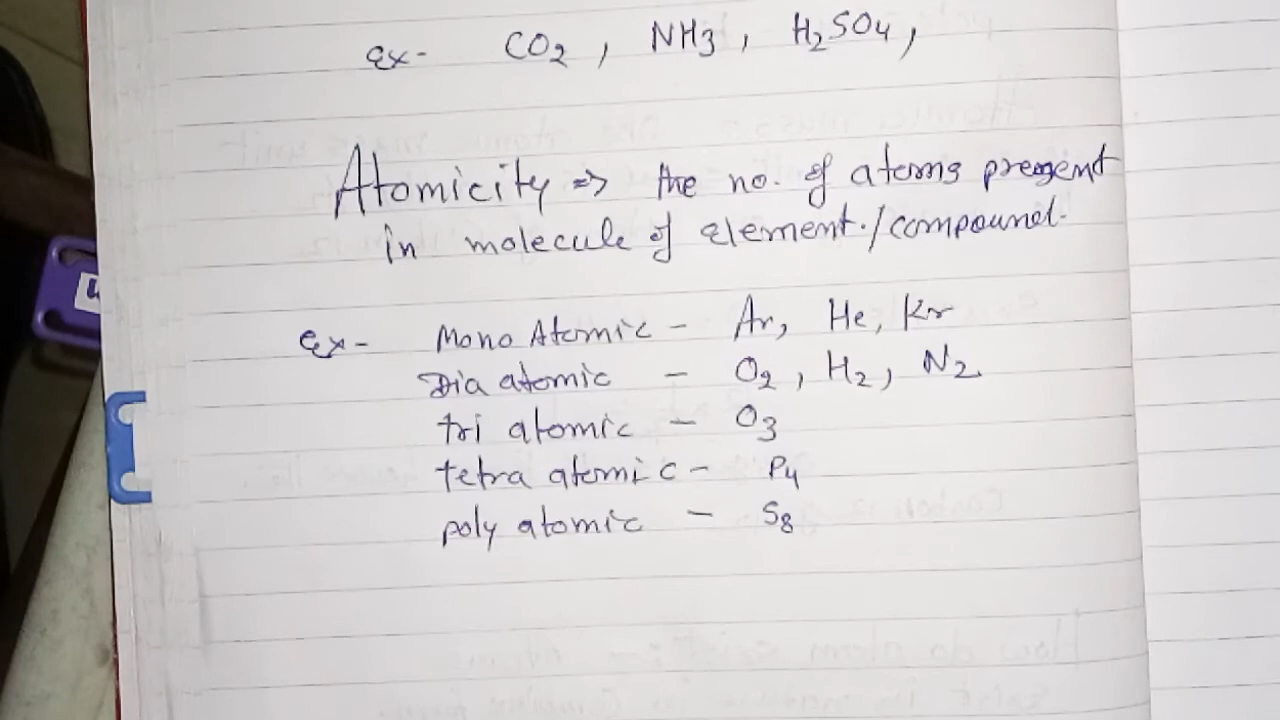 ex- CO2, NH3, H2SO4,
Atomicity => the no. of atoms present
in molecule of element./compound.
Ex- Mono Atomic - Ar, He, Kr
Dia atomic - O2, H2, N2
tri atomic - O3
tetra atomic - P4
poly atomic - S8